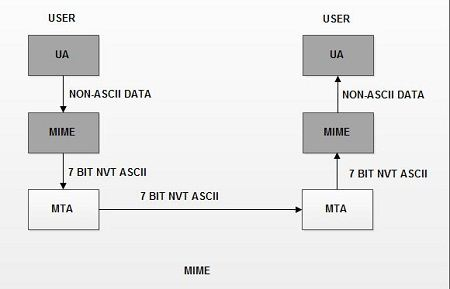 USER
USER
UA
UA
NON-ASCII DATA
NON-ASCII DATA
MIME
MIME
7 BIT NVT ASCII
7 BIT NVT ASCII
7 BIT NVT ASCII
MTA
MTA
MIME